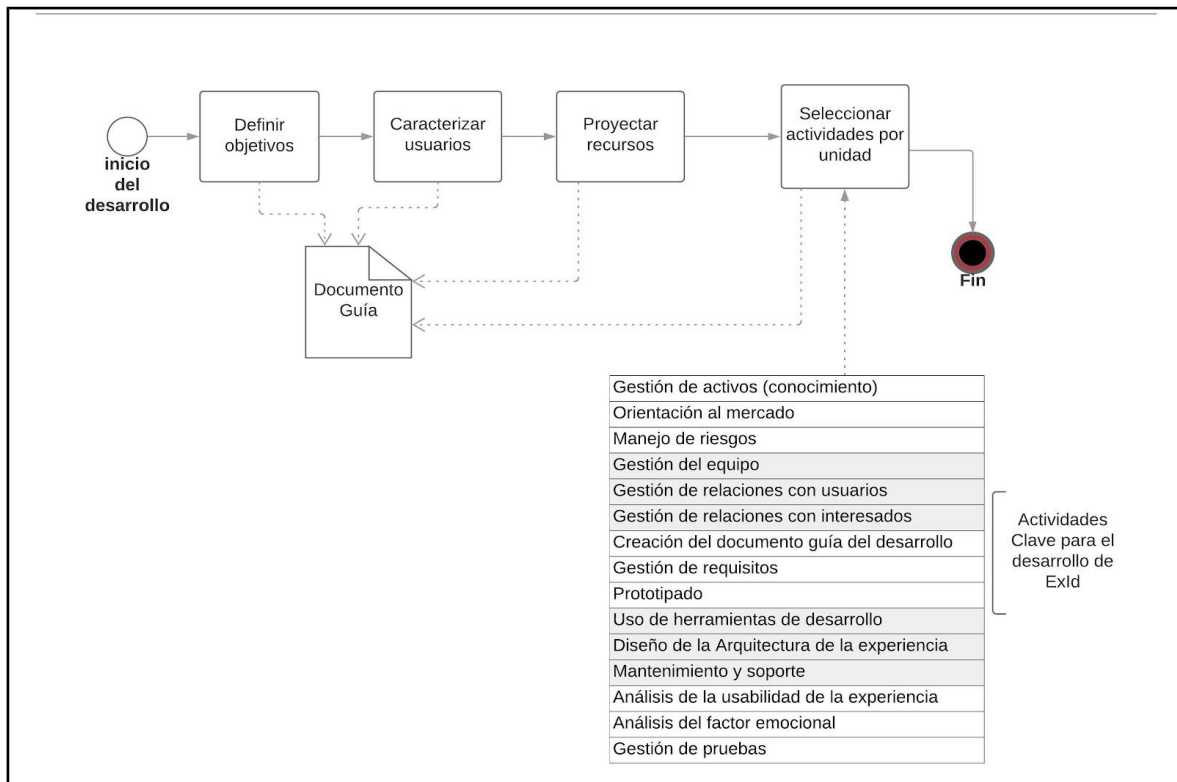 inicio
del
desarrollo
Definir
objetivos
Caracterizar
usuarios
Proyectar
recursos
Seleccionar
actividades por
unidad
Fin
Documento
Guía
Gestión de activos (conocimiento)
Orientación al mercado
Manejo de riesgos
Gestión del equipo
Gestión de relaciones con usuarios
Gestión de relaciones con interesados
Creación del documento guía del desarrollo
Gestión de requisitos
Prototipado
Uso de herramientas de desarrollo
Diseño de la Arquitectura de la experiencia
Mantenimiento y soporte
Análisis de la usabilidad de la experiencia
Análisis del factor emocional
Gestión de pruebas
Actividades
Clave para el
desarrollo de
ExId